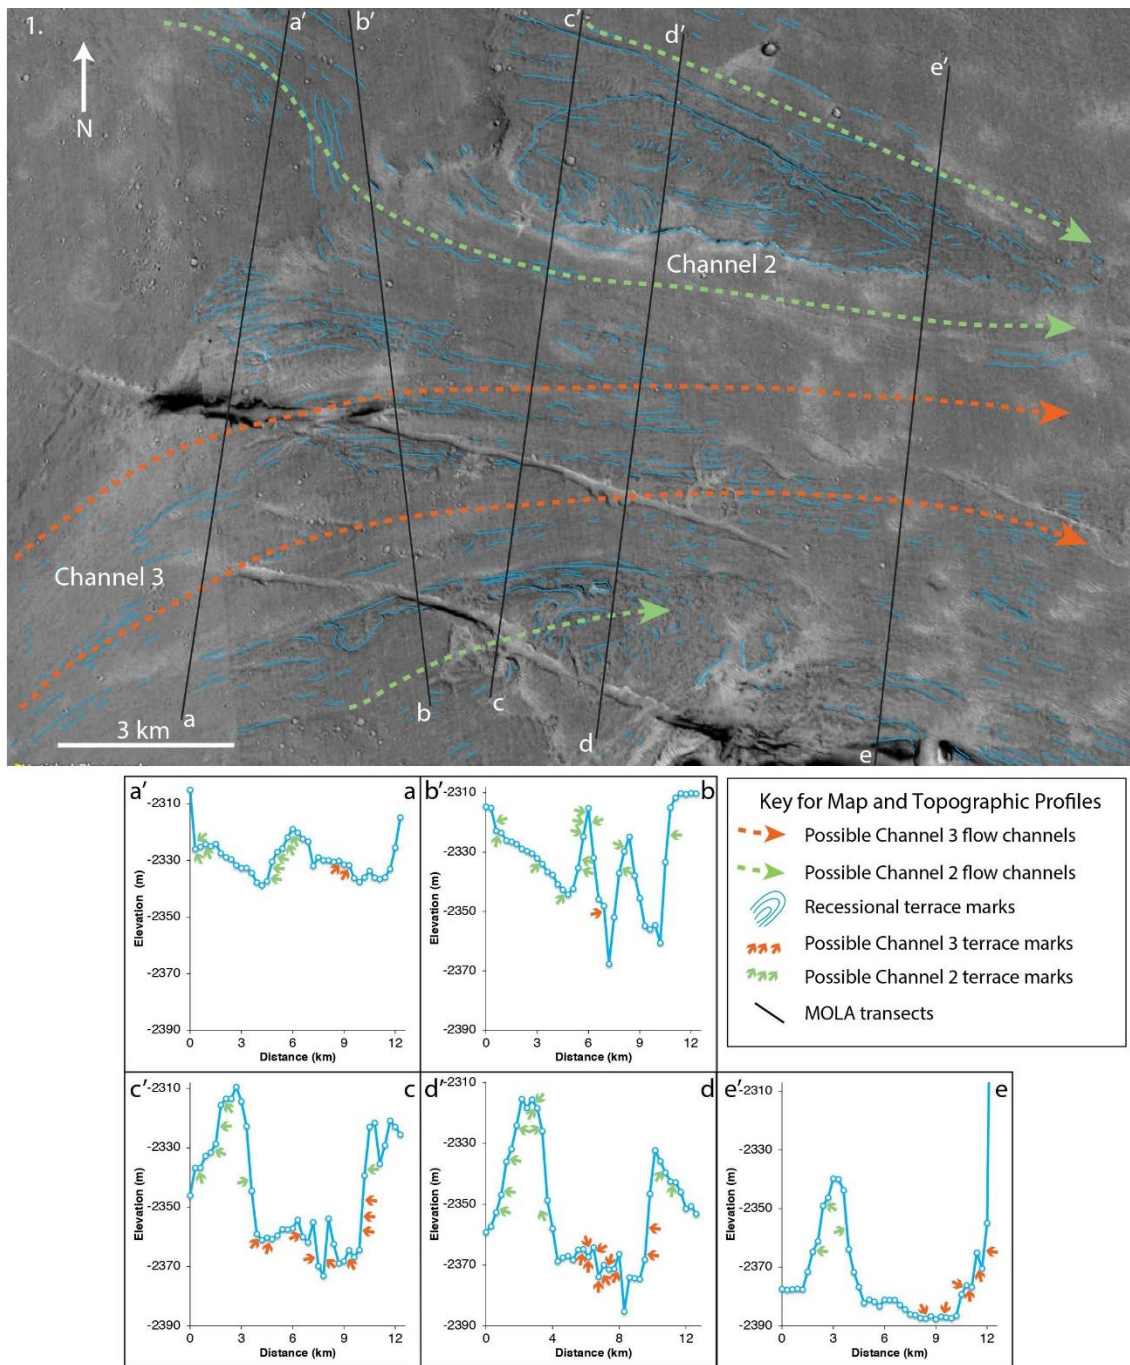 1.
N
a'
b'
c'
d'
e'
Channel 2
Channel 3
3 km
a
b
c
d
e
a'
a
-2310
-2330
-2350
-2370
-2390
Elevation (m)
0
3
6
9
12
Distance (km)
b'
b
-2310
-2330
-2350
-2370
-2390
Elevation (m)
0
3
6
9
12
Distance (km)
Key for Map and Topographic Profiles
Possible Channel 3 flow channels
Possible Channel 2 flow channels
Recessional terrace marks
Possible Channel 3 terrace marks
Possible Channel 2 terrace marks
MOLA transects
c'
c
-2310
-2330
-2350
-2370
-2390
Elevation (m)
0
3
6
9
12
Distance (km)
d'
d
-2310
-2330
-2350
-2370
-2390
Elevation (m)
0
4
8
12
Distance (km)
e'
e
-2310
-2330
-2350
-2370
-2390
Elevation (m)
0
3
6
9
12
Distance (km)